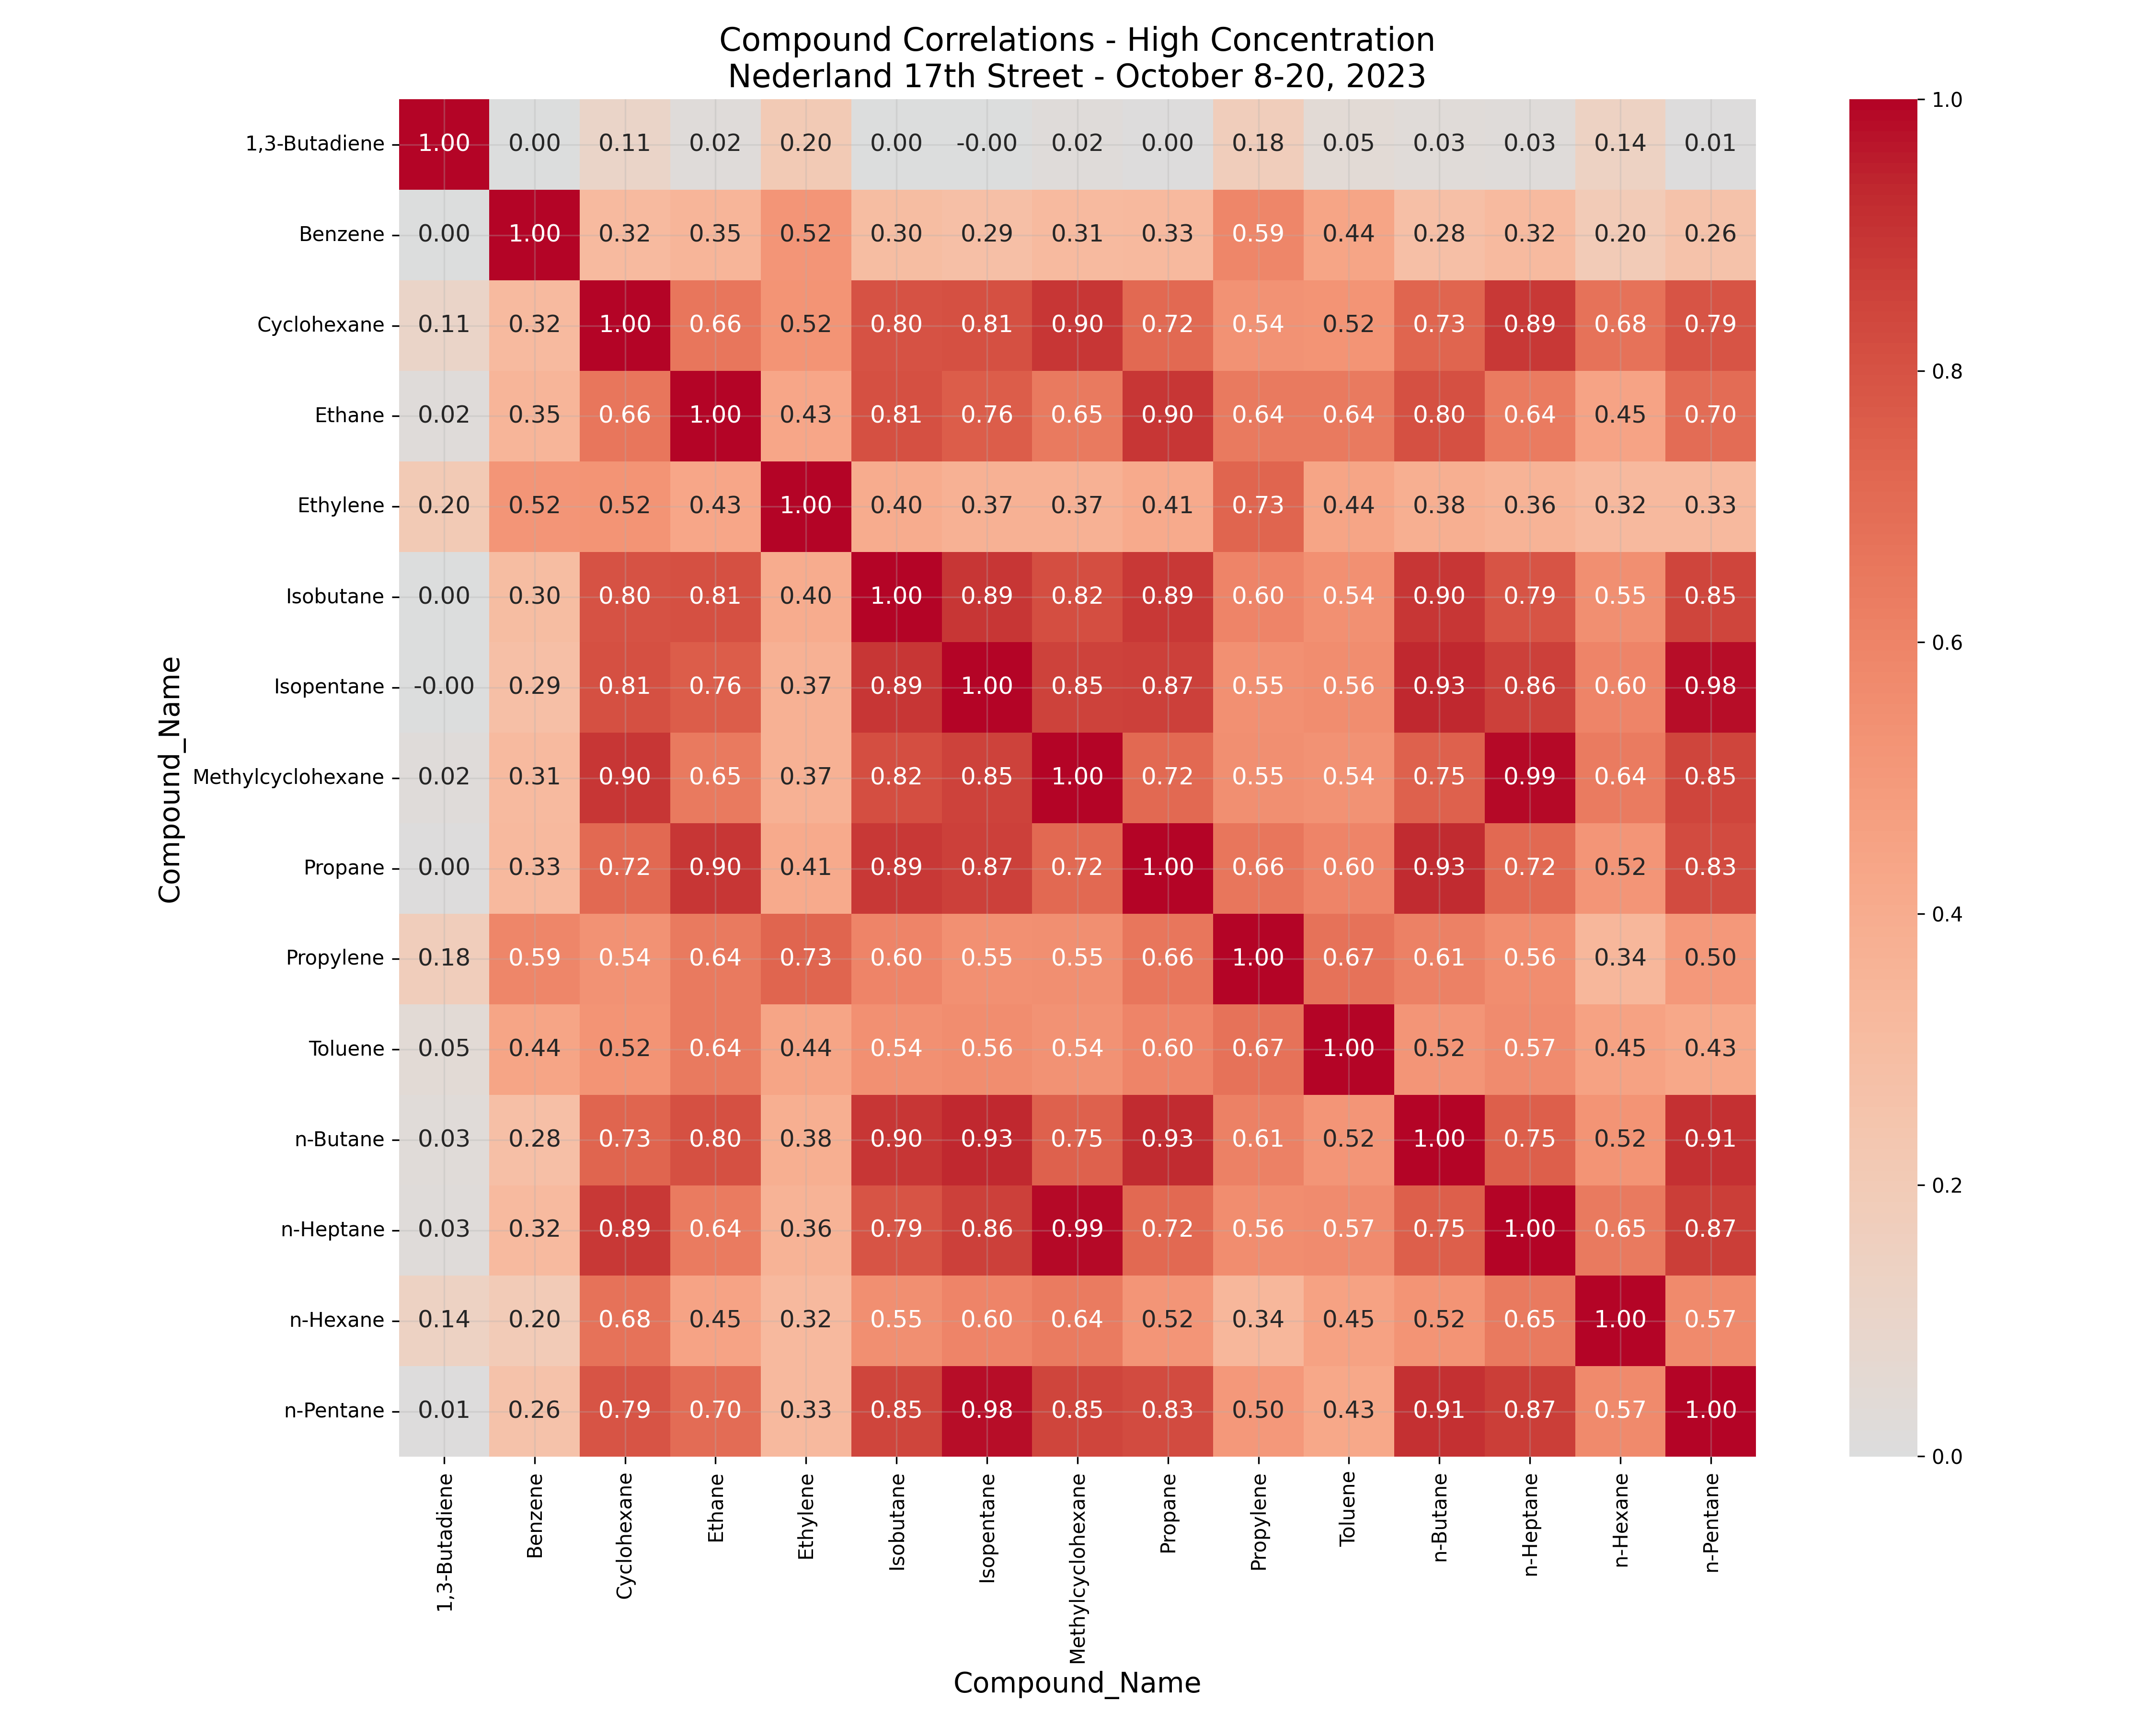 Compound Correlations - High Concentration
Nederland 17th Street - October 8-20, 2023
Compound_Name
1,3-Butadiene 1.00 0.00 0.11 0.02 0.20 0.00 -0.00 0.02 0.00 0.18 0.05 0.03 0.03 0.14 0.01
Benzene 0.00 1.00 0.32 0.35 0.52 0.30 0.29 0.31 0.33 0.59 0.44 0.28 0.32 0.20 0.26
Cyclohexane 0.11 0.32 1.00 0.66 0.52 0.80 0.81 0.90 0.72 0.54 0.52 0.73 0.89 0.68 0.79
Ethane 0.02 0.35 0.66 1.00 0.43 0.81 0.76 0.65 0.90 0.64 0.64 0.80 0.64 0.45 0.70
Ethylene 0.20 0.52 0.52 0.43 1.00 0.40 0.37 0.37 0.41 0.73 0.44 0.38 0.36 0.32 0.33
Isobutane 0.00 0.30 0.80 0.81 0.40 1.00 0.89 0.82 0.89 0.60 0.54 0.90 0.79 0.55 0.85
Isopentane -0.00 0.29 0.81 0.76 0.37 0.89 1.00 0.85 0.87 0.55 0.56 0.93 0.86 0.60 0.98
Methylcyclohexane 0.02 0.31 0.90 0.65 0.37 0.82 0.85 1.00 0.72 0.55 0.54 0.75 0.99 0.64 0.85
Propane 0.00 0.33 0.72 0.90 0.41 0.89 0.87 0.72 1.00 0.66 0.60 0.93 0.72 0.52 0.83
Propylene 0.18 0.59 0.54 0.64 0.73 0.60 0.55 0.55 0.66 1.00 0.67 0.61 0.56 0.34 0.50
Toluene 0.05 0.44 0.52 0.64 0.44 0.54 0.56 0.54 0.60 0.67 1.00 0.52 0.57 0.45 0.43
n-Butane 0.03 0.28 0.73 0.80 0.38 0.90 0.93 0.75 0.93 0.61 0.52 1.00 0.75 0.52 0.91
n-Heptane 0.03 0.32 0.89 0.64 0.36 0.79 0.86 0.99 0.72 0.56 0.57 0.75 1.00 0.65 0.87
n-Hexane 0.14 0.20 0.68 0.45 0.32 0.55 0.60 0.64 0.52 0.34 0.45 0.52 0.65 1.00 0.57
n-Pentane 0.01 0.26 0.79 0.70 0.33 0.85 0.98 0.85 0.83 0.50 0.43 0.91 0.87 0.57 1.00
1,3-Butadiene
Benzene
Cyclohexane
Ethane
Ethylene
Isobutane
Isopentane
Methylcyclohexane
Propane
Propylene
Toluene
n-Butane
n-Heptane
n-Hexane
n-Pentane
Compound_Name
1.0
0.8
0.6
0.4
0.2
0.0